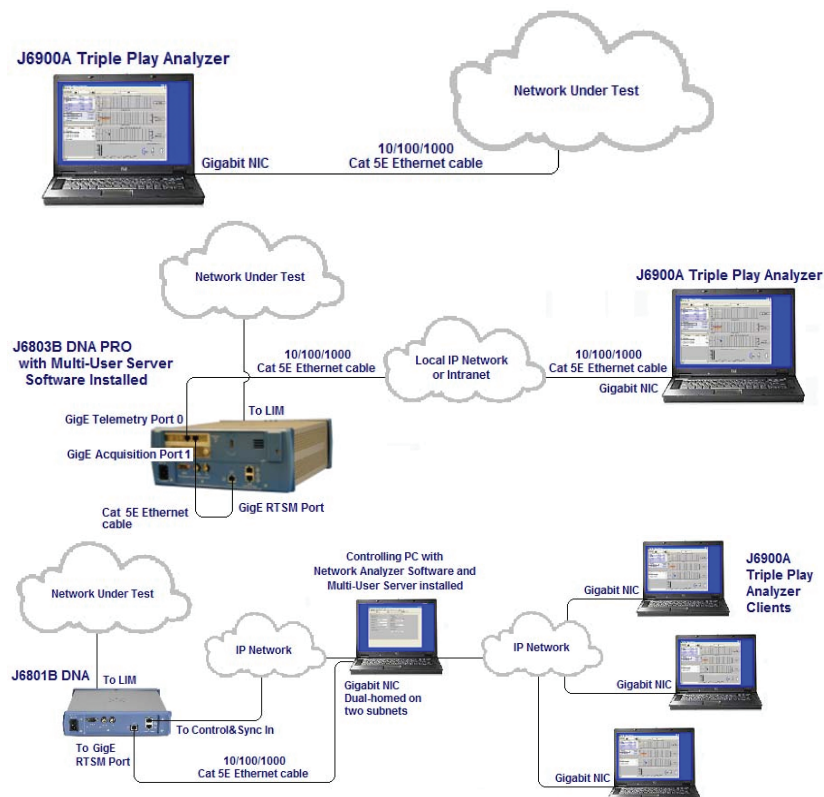 J6900A Triple Play Analyzer
Network Under Test
10/100/1000
Cat 5E Ethernet cable
Gigabit NIC
Network Under Test
J6900A Triple Play Analyzer
J6803B DNA PRO
with Multi-User Server
Software Installed
10/100/1000
Cat 5E Ethernet cable
Local IP Network
or Intranet
10/100/1000
Cat 5E Ethernet cable
Gigabit NIC
GigE Telemetry Port 0
To LIM
GigE Acquisition Port 1
Cat 5E Ethernet
cable
GigE RTSM Port
Controlling PC with
Network Analyzer Software and
Multi-User Server installed
J6900A
Triple Play
Analyzer
Clients
Gigabit NIC
Network Under Test
IP Network
IP Network
J6801B DNA
To LIM
Gigabit NIC
Dual-homed on
two subnets
Gigabit NIC
To Control&Sync In
To GigE
RTSM Port
10/100/1000
Cat 5E Ethernet cable
Gigabit NIC